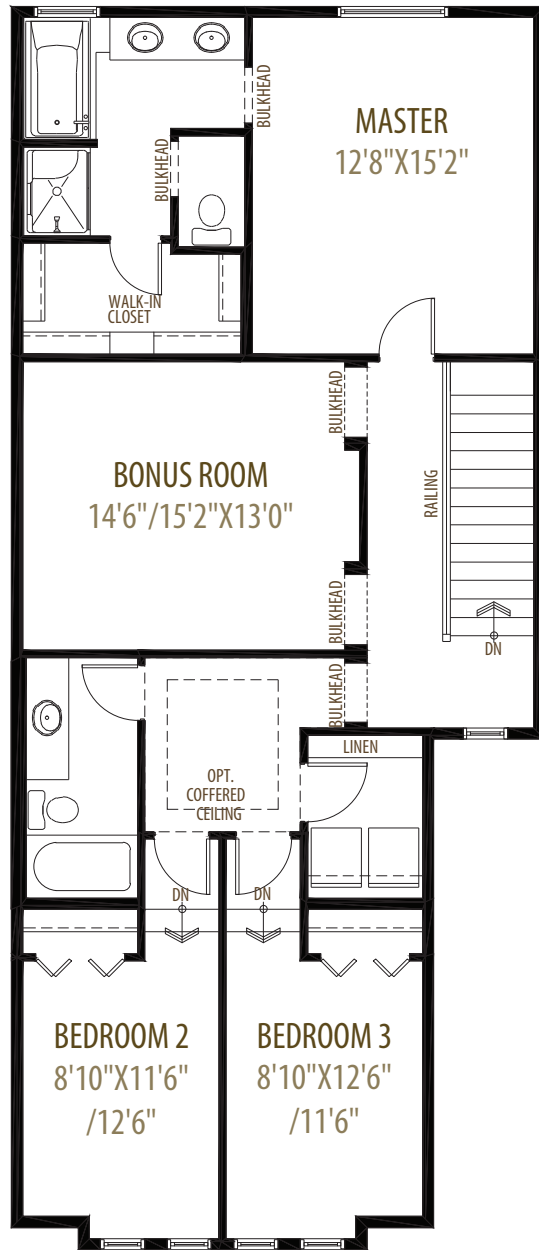 BULKHEAD
MASTER
12'8"X15'2"
BULKHEAD
WALK-IN
CLOSET
BULKHEAD
BONUS ROOM
14'6"/15'2"X13'0"
RAILING
BULKHEAD
DN
BULKHEAD
LINEN
OPT.
COFFERED
CEILING
DN
DN
BEDROOM 2
8'10"X11'6"
/12'6"
BEDROOM 3
8'10"X12'6"
/11'6"